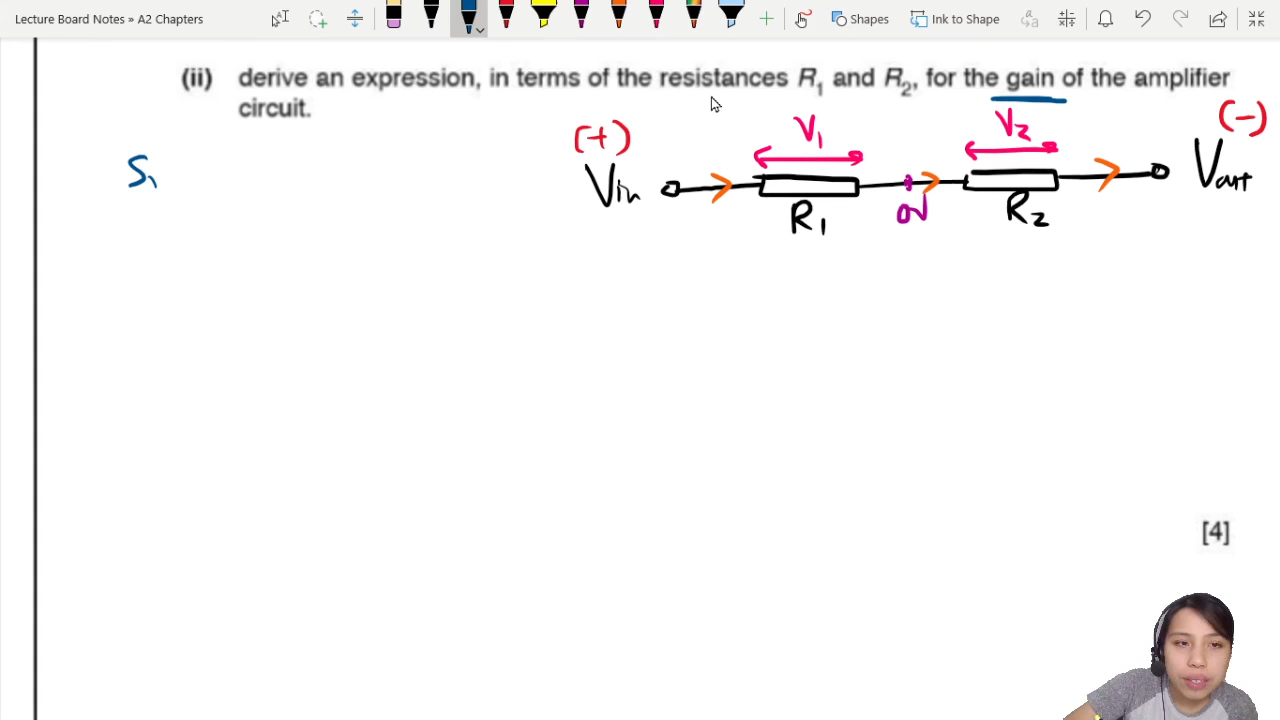 Lecture Board Notes » A2 Chapters
Shapes
Ink to Shape
(ii) derive an expression, in terms of the resistances R1 and R2, for the gain of the amplifier
circuit.
(+) V1 V2 (-)
Vin Vout
R1 0V R2
Si
[4]